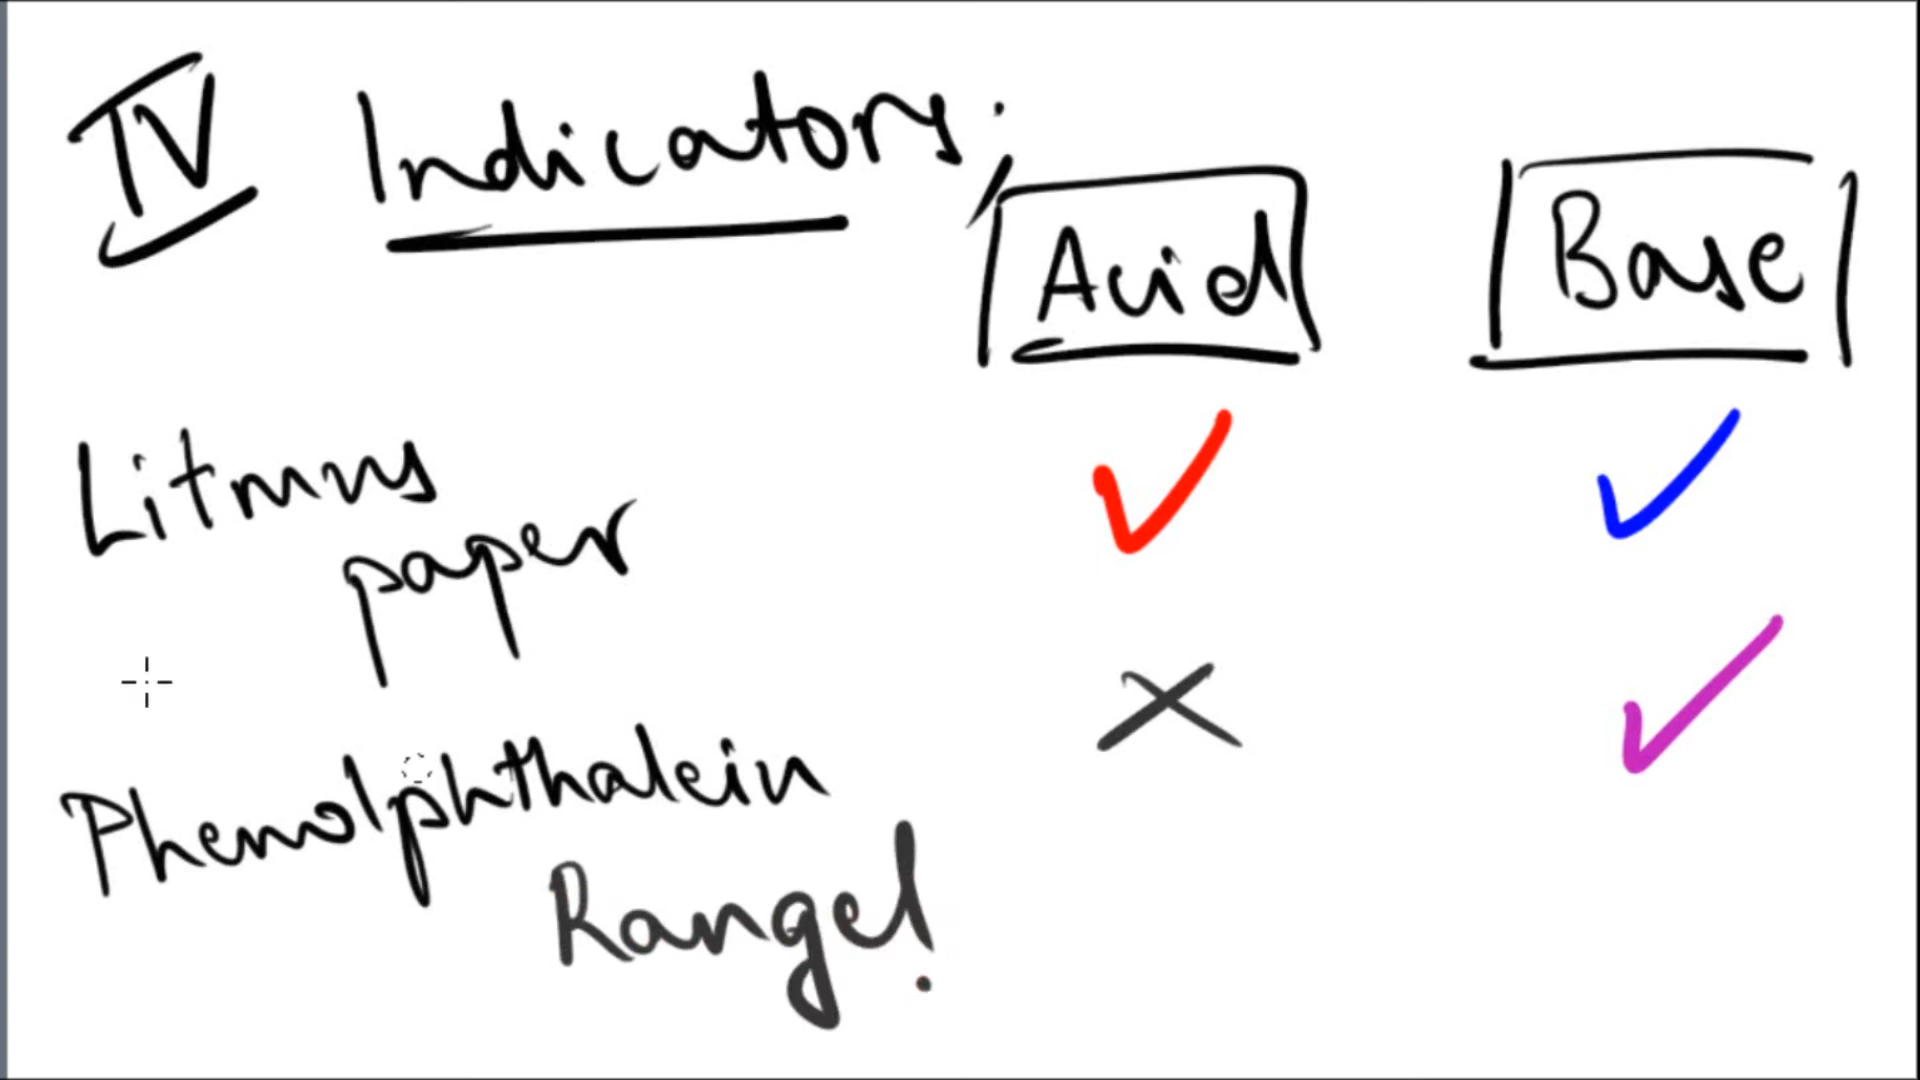 IV Indicators:
Acid
Base
Litmus
paper
Phenolphthalein
Range!